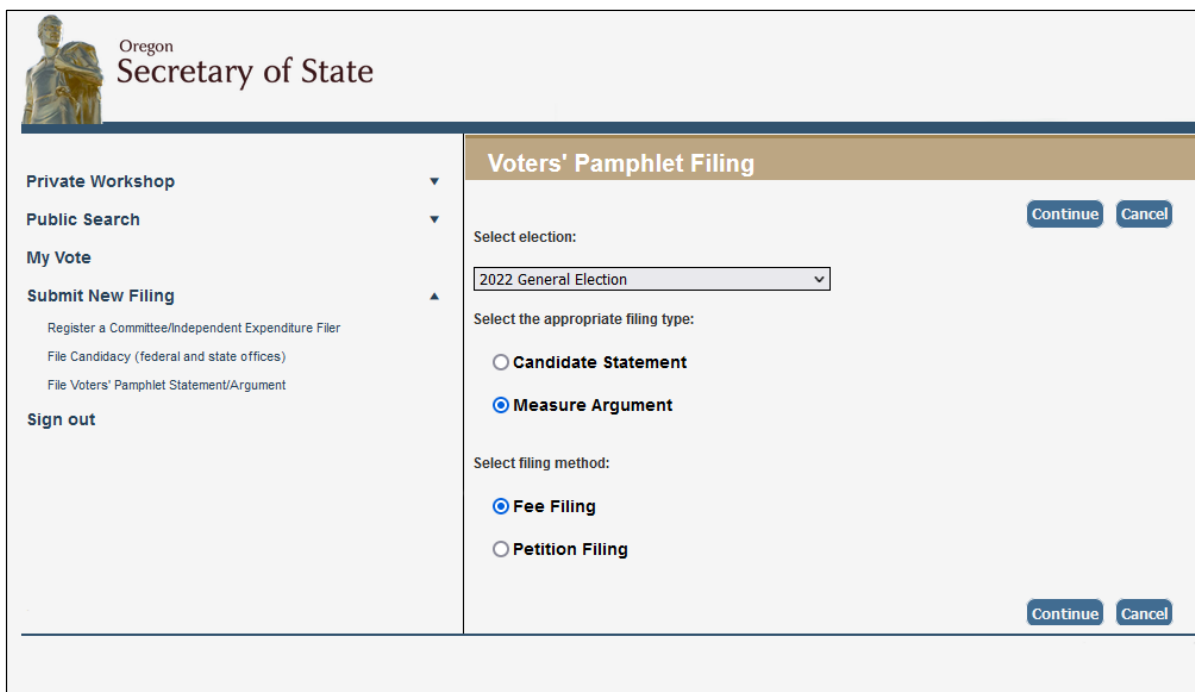 Oregon
Secretary of State
Private Workshop
Public Search
My Vote
Submit New Filing
Register a Committee/Independent Expenditure Filer
File Candidacy (federal and state offices)
File Voters' Pamphlet Statement/Argument
Sign out
Voters' Pamphlet Filing
Continue Cancel
Select election:
2022 General Election
Select the appropriate filing type:
Candidate Statement
Measure Argument
Select filing method:
Fee Filing
Petition Filing
Continue Cancel